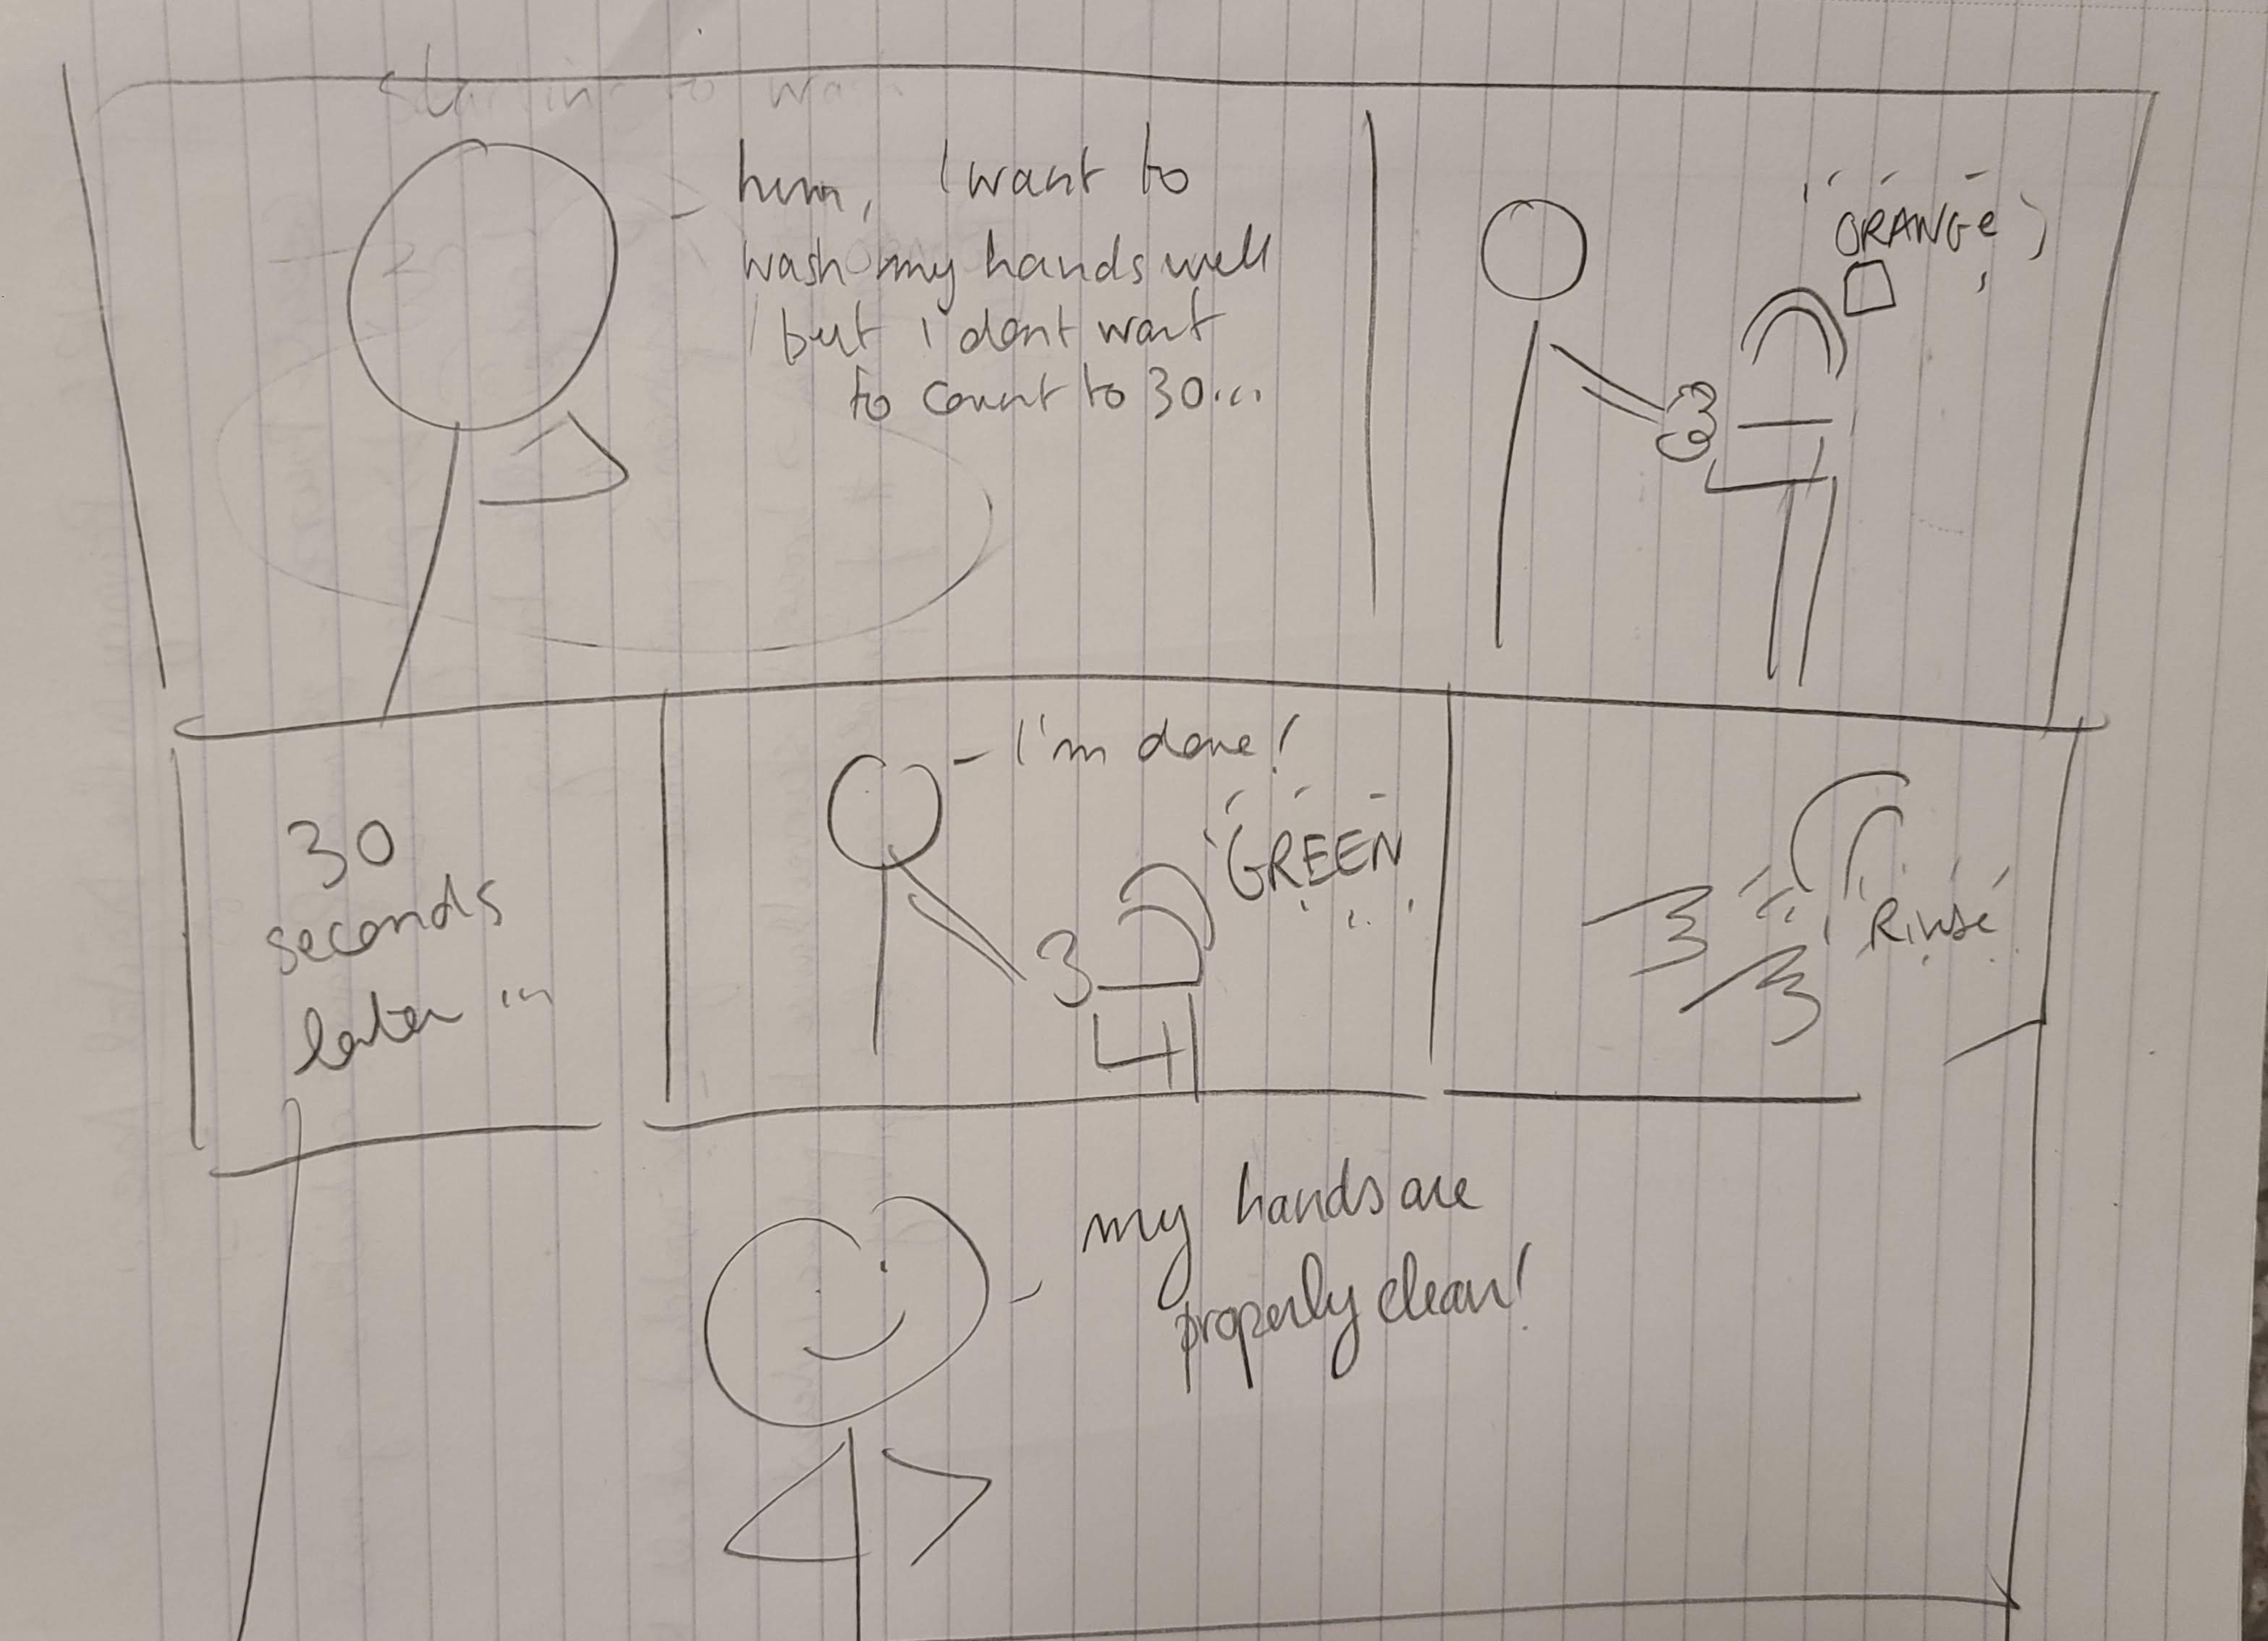 hmm, I want to
wash my hands well
but i dont want
to count to 30...
ORANGe
30
seconds
later ...
- I'm done!
GREEN
Rinse
my hands are
properly clean!